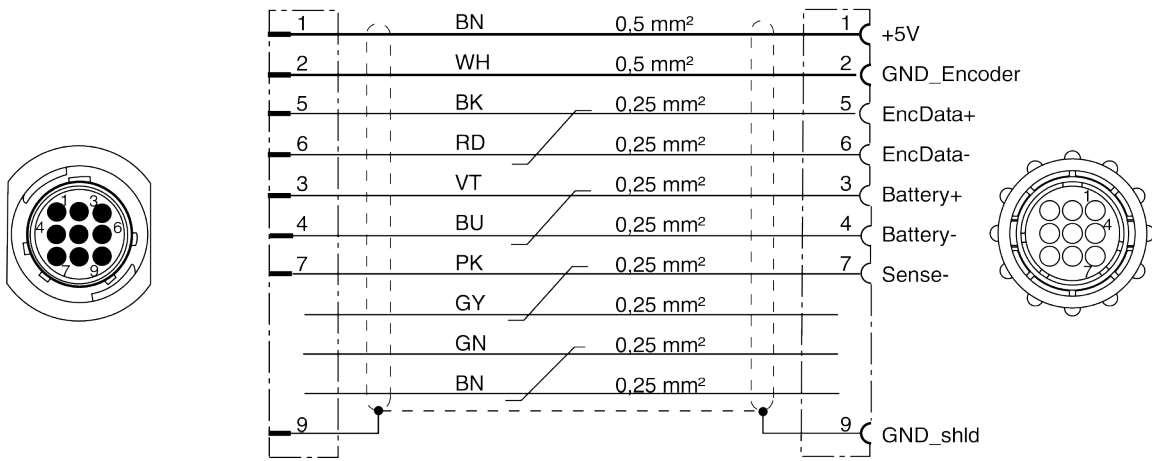 1 BN 0,5 mm² 1 +5V
2 WH 0,5 mm² 2 GND_Encoder
5 BK 0,25 mm² 5 EncData+
6 RD 0,25 mm² 6 EncData-
3 VT 0,25 mm² 3 Battery+
4 BU 0,25 mm² 4 Battery-
7 PK 0,25 mm² 7 Sense-
GY 0,25 mm²
GN 0,25 mm²
BN 0,25 mm²
9 9 GND_shld
1 3
4 6
7 9
1
4
7